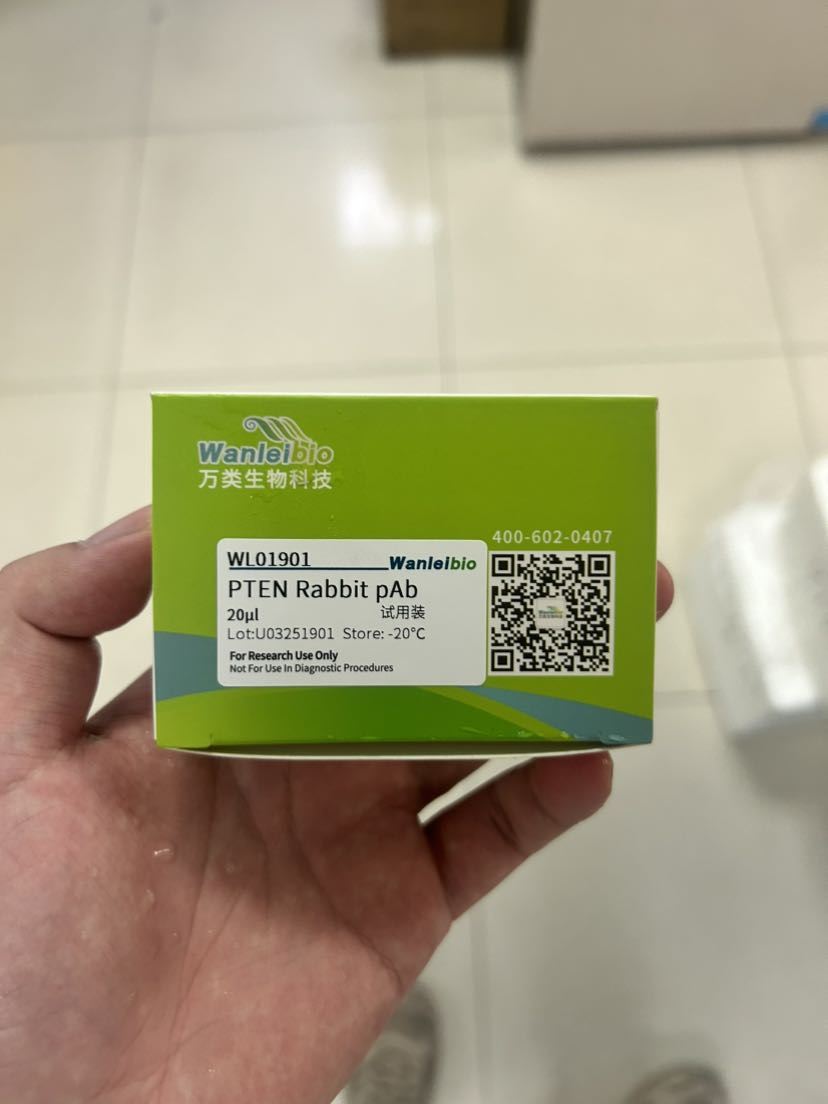 Wanleibio
万类生物科技
400-602-0407
WL01901 Wanleibio
PTEN Rabbit pAb
20μl 试用装
Lot:U03251901 Store: -20℃
For Research Use Only
Not For Use In Diagnostic Procedures